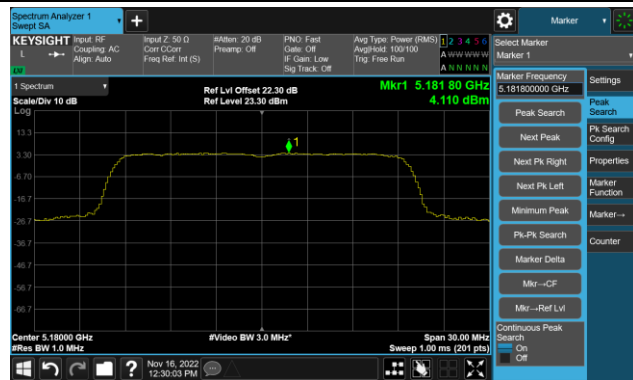 Spectrum Analyzer 1
Swept SA
Marker
KEYSIGHT
L
Input: RF
Coupling: AC
Align: Auto
Input Z: 50 Ω
Corr CCorr
Freq Ref: Int (S)
#Atten: 20 dB
Preamp: Off
PNO: Fast
Gate: Off
IF Gain: Low
Sig Track: Off
Avg Type: Power (RMS)
Avg|Hold: 100/100
Trig: Free Run
1 2 3 4 5 6
A W W W W W
A N N N N N
Select Marker
Marker 1
1 Spectrum
Scale/Div 10 dB
Log
Ref Lvl Offset 22.80 dB
Ref Level 23.30 dBm
Mkr1 5.181 80 GHz
4.110 dBm
13.3
3.30
-6.70
-16.7
-26.7
-36.7
-46.7
-56.7
-66.7
1
Center 5.18000 GHz
#Res BW 1.0 MHz
#Video BW 3.0 MHz*
Span 30.00 MHz
Sweep 1.00 ms (201 pts)
Marker Frequency
5.181800000 GHz
Peak Search
Next Peak
Next Pk Right
Next Pk Left
Minimum Peak
Pk-Pk Search
Marker Delta
Mkr→CF
Mkr→Ref Lvl
Continuous Peak
Search
On
Off
Settings
Peak
Search
Pk Search
Config
Properties
Marker
Function
Marker→
Counter
Nov 16, 2022
12:30:03 PM